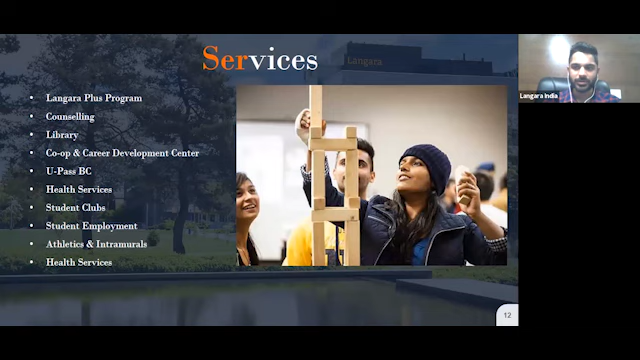 Services
Langara
Langara Plus Program
Counselling
Library
Co-op & Career Development Center
U-Pass BC
Health Services
Student Clubs
Student Employment
Athletics & Intramurals
Health Services
Langara India
12